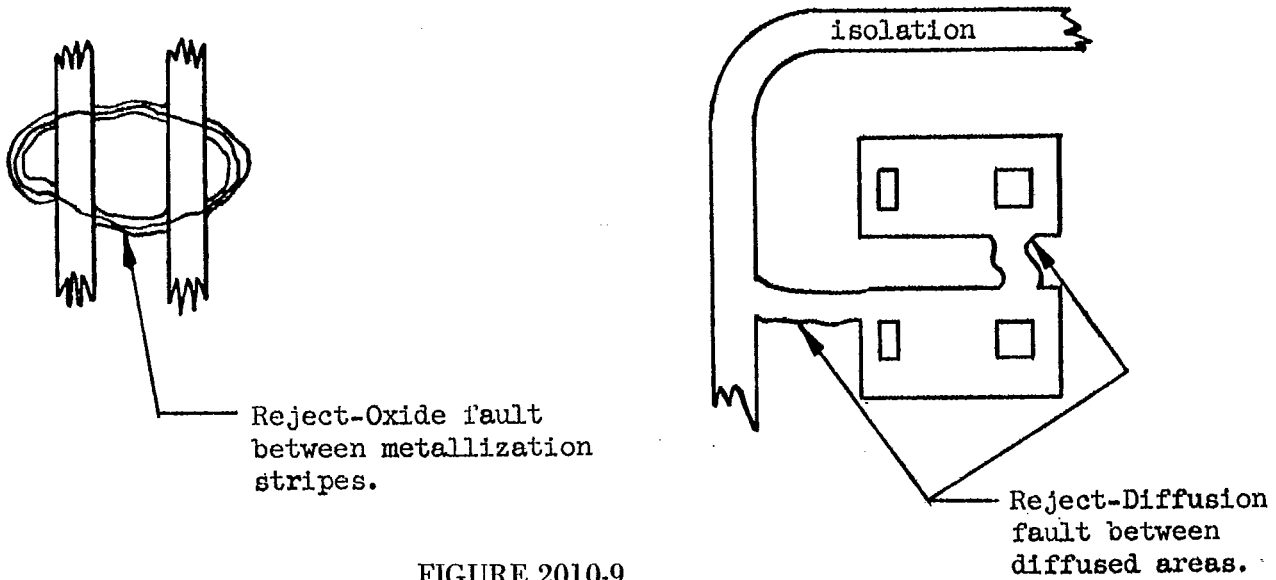 isolation
Reject-Oxide fault
between metallization
stripes.
Reject-Diffusion
fault between
diffused areas.
FIGURE 2010-9